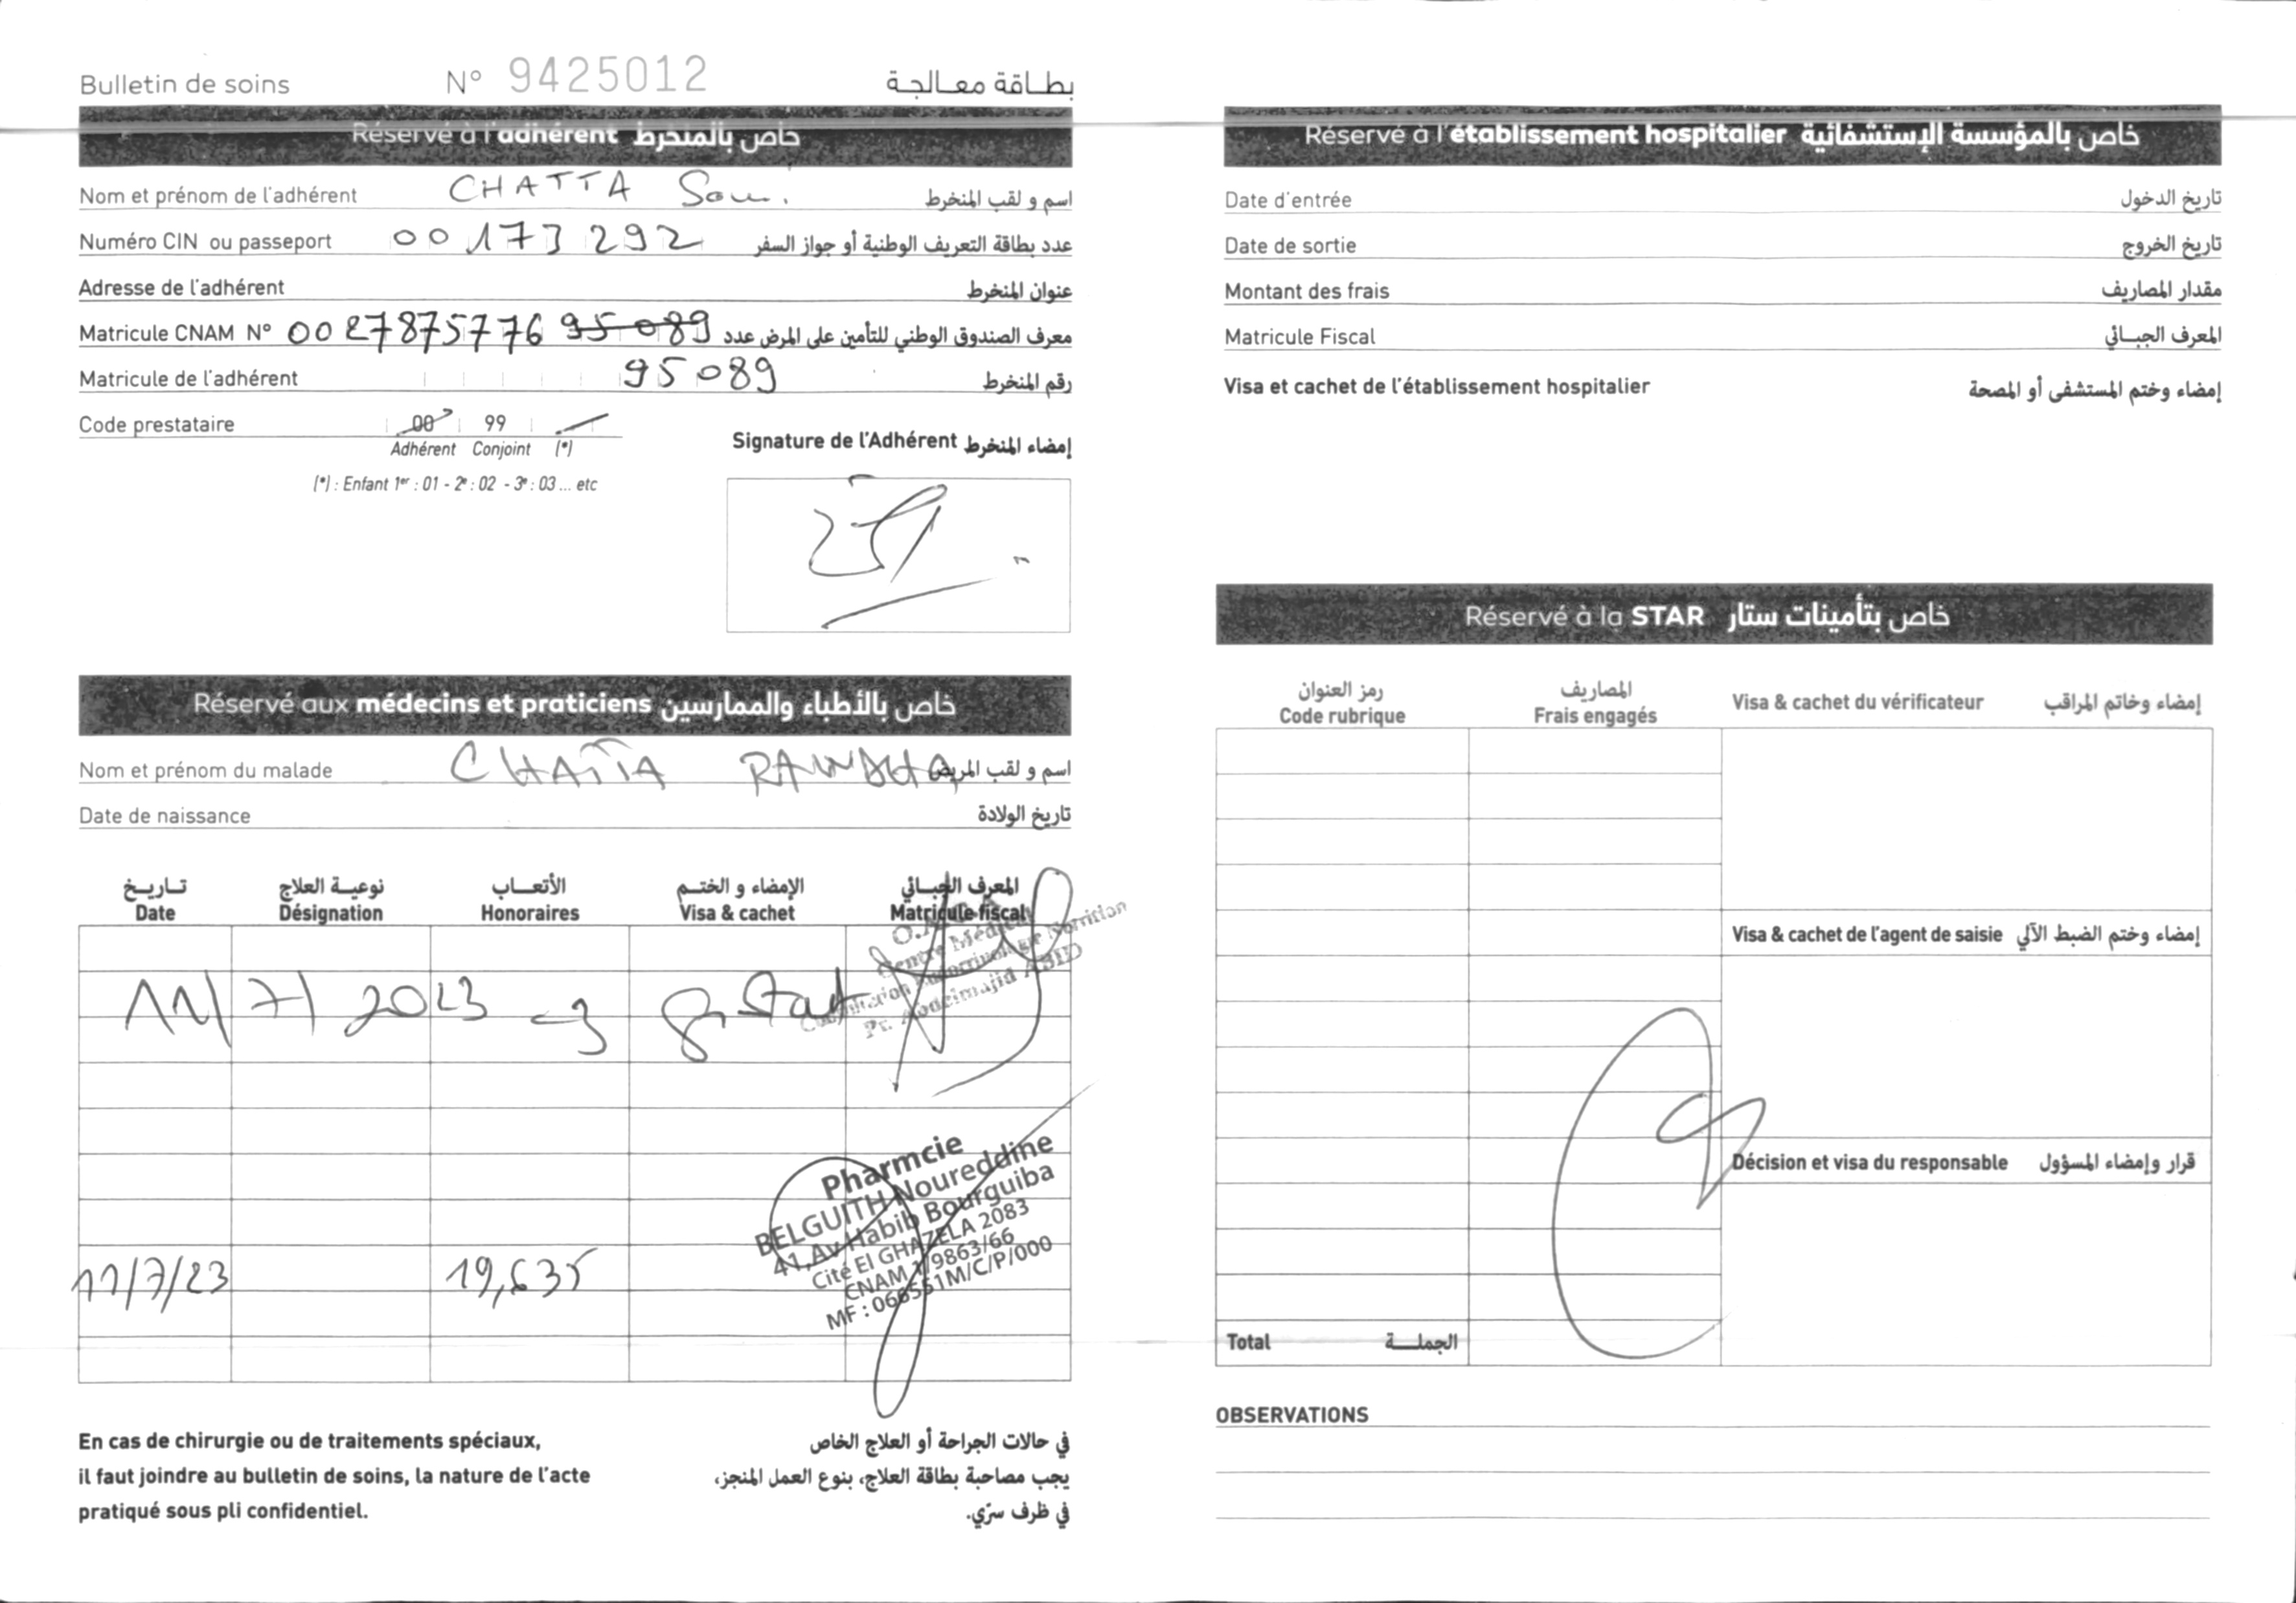 Bulletin de soins N° 9425012 بطاقة معالجة
Réservé à l'adhérent خاص بالمنخرط
Nom et prénom de l'adhérent CHATTA اسم و لقب المنخرط
Numéro CIN ou passeport 00173292 عدد بطاقة التعريف الوطنية أو جواز السفر
Adresse de l'adhérent عنوان المنخرط
Matricule CNAM N° 0027875776 95089 معرف الصندوق الوطني للتأمين على المرض عدد
Matricule de l'adhérent 95089 رقم المنخرط
Code prestataire 00 99
Adhérent Conjoint (*)
(*) : Enfant 1er : 01 - 2e : 02 - 3e : 03 ... etc
Signature de l'Adhérent إمضاء المنخرط
Réservé aux médecins et praticiens خاص بالأطباء والممارسين
Nom et prénom du malade CHATTA اسم و لقب المريض
Date de naissance تاريخ الولادة
تاريخ نوعية العلاج الأتعاب الإمضاء و الختم المعرف الجبائي
Date Désignation Honoraires Visa & cachet Matricule fiscal
Centre Médical
11/7/2023
Pharmcie
BELGUITH Noureddine
41, Av Habib Bourguiba
Cité El GHAZELA 2083
CNAM 1/9863/66
MF : 066551M/C/P/000
11/7/23 19,635
En cas de chirurgie ou de traitements spéciaux,
il faut joindre au bulletin de soins, la nature de l'acte
pratiqué sous pli confidentiel.
في حالات الجراحة أو العلاج الخاص
يجب مصاحبة بطاقة العلاج، بنوع العمل المنجز،
في ظرف سرّي.
Réservé à l'établissement hospitalier خاص بالمؤسسة الإستشفائية
Date d'entrée تاريخ الدخول
Date de sortie تاريخ الخروج
Montant des frais مقدار المصاريف
Matricule Fiscal المعرف الجبائي
Visa et cachet de l'établissement hospitalier إمضاء وختم المستشفى أو المصحة
Réservé à la STAR خاص بتأمينات ستار
رمز العنوان المصاريف
Code rubrique Frais engagés Visa & cachet du vérificateur إمضاء وخاتم المراقب
Visa & cachet de l'agent de saisie إمضاء وختم الضبط الآلي
Décision et visa du responsable قرار وإمضاء المسؤول
Total الجملة
OBSERVATIONS